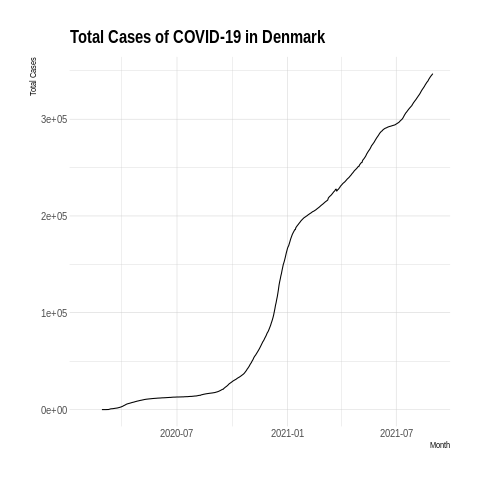 Total Cases of COVID-19 in Denmark
Total Cases
3e+05
2e+05
1e+05
0e+00
2020-07 2021-01 2021-07
Month